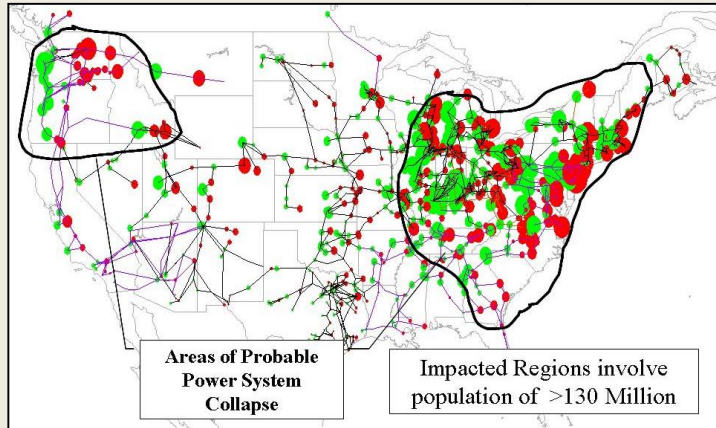 Areas of Probable
Power System
Collapse
Impacted Regions involve
population of >130 Million